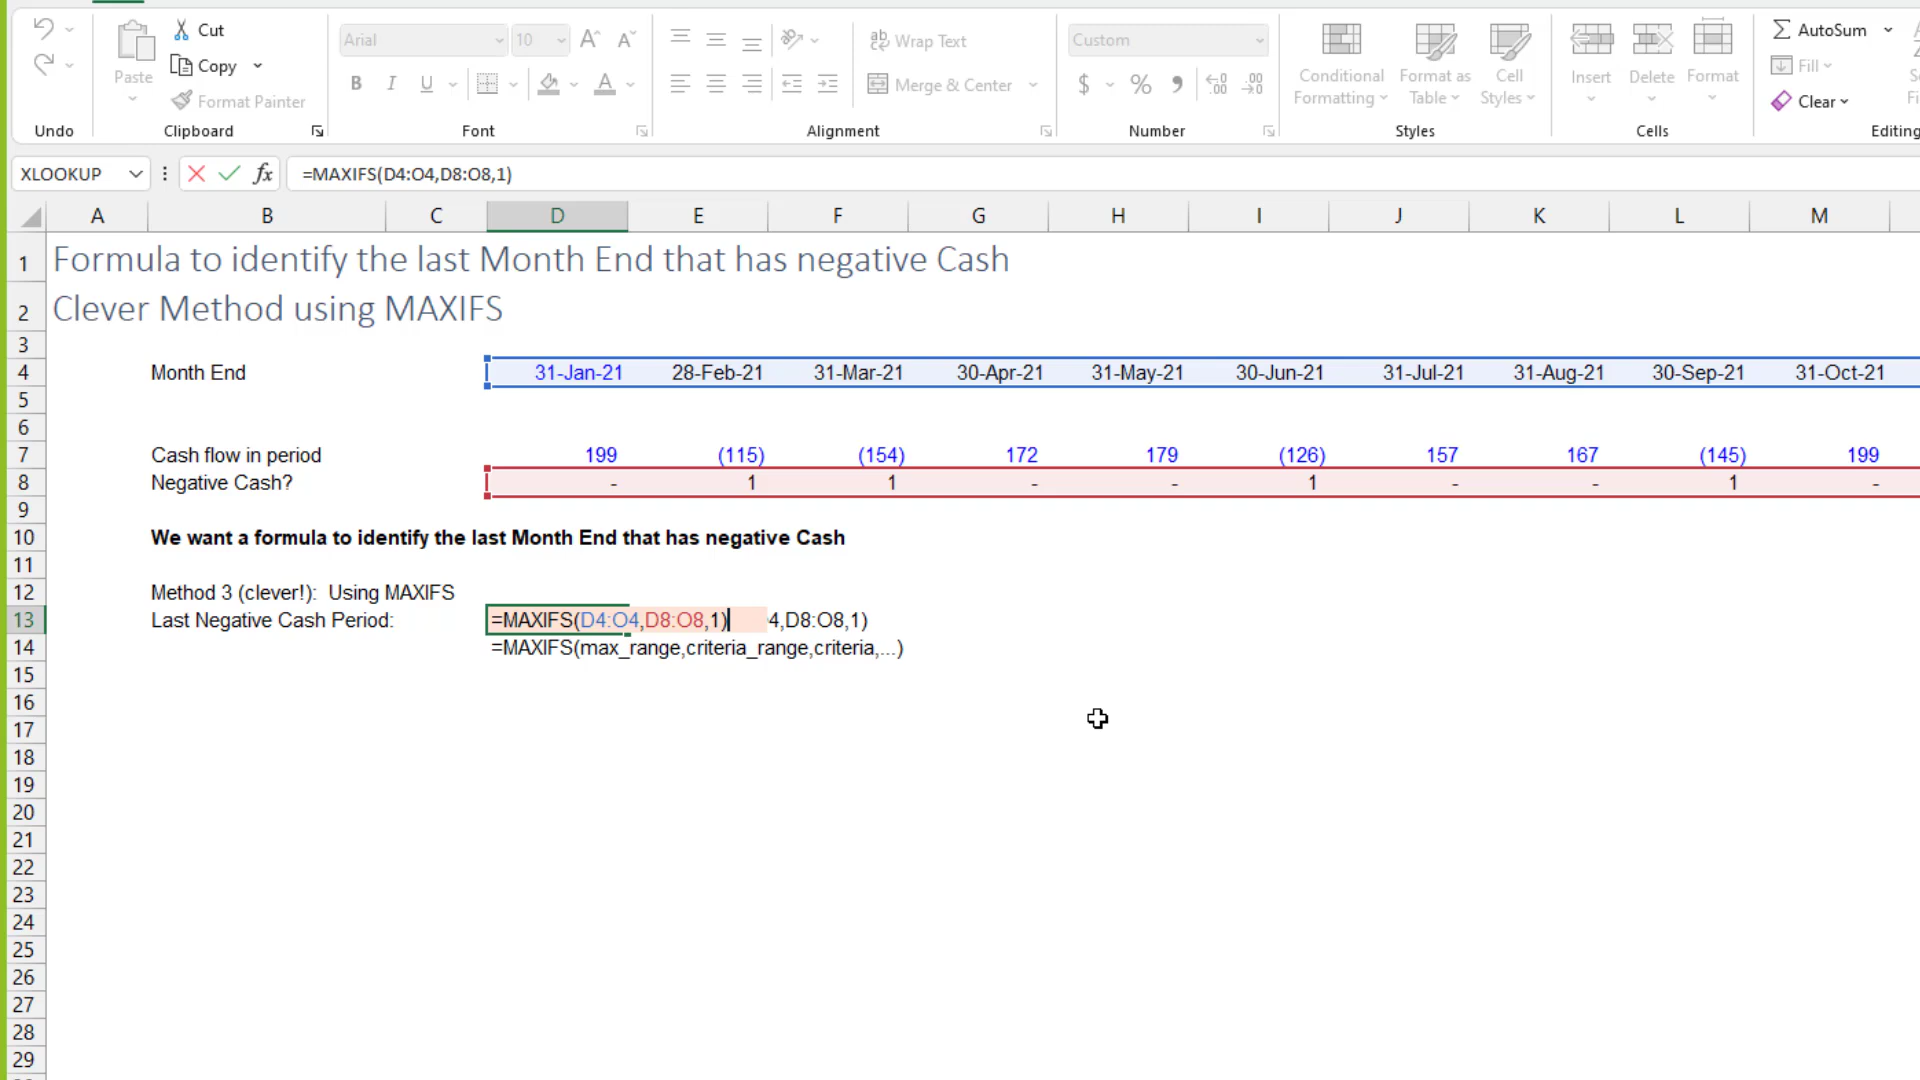 Cut
Arial
10
ab Wrap Text
Custom
AutoSum
Paste
Copy
Conditional Formatting
Format as Table
Cell Styles
Insert
Delete
Format
Fill
Format Painter
B I U
A
Merge & Center
$ % 9
Clear
Undo
Clipboard
Font
Alignment
Number
Styles
Cells
Editing
XLOOKUP
fx
=MAXIFS(D4:O4,D8:O8,1)
A B C D E F G H I J K L M
1 Formula to identify the last Month End that has negative Cash
2 Clever Method using MAXIFS
3
4 Month End 31-Jan-21 28-Feb-21 31-Mar-21 30-Apr-21 31-May-21 30-Jun-21 31-Jul-21 31-Aug-21 30-Sep-21 31-Oct-21
5
6
7 Cash flow in period 199 (115) (154) 172 179 (126) 157 167 (145) 199
8 Negative Cash? - 1 1 - - 1 - - 1 -
9
10 We want a formula to identify the last Month End that has negative Cash
11
12 Method 3 (clever!): Using MAXIFS
13 Last Negative Cash Period: =MAXIFS(D4:O4,D8:O8,1) 4,D8:O8,1)
14 =MAXIFS(max_range,criteria_range,criteria,...)
15
16
17
18
19
20
21
22
23
24
25
26
27
28
29